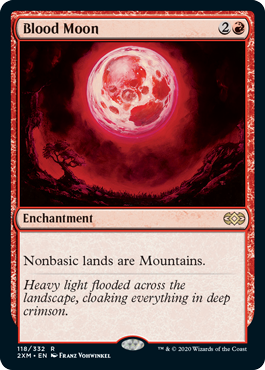 Blood Moon 2
Enchantment
Nonbasic lands are Mountains.
Heavy light flooded across the
landscape, cloaking everything in deep
crimson.
118/332 R
2XM • EN Franz Vohwinkel
™ & © 2020 Wizards of the Coast